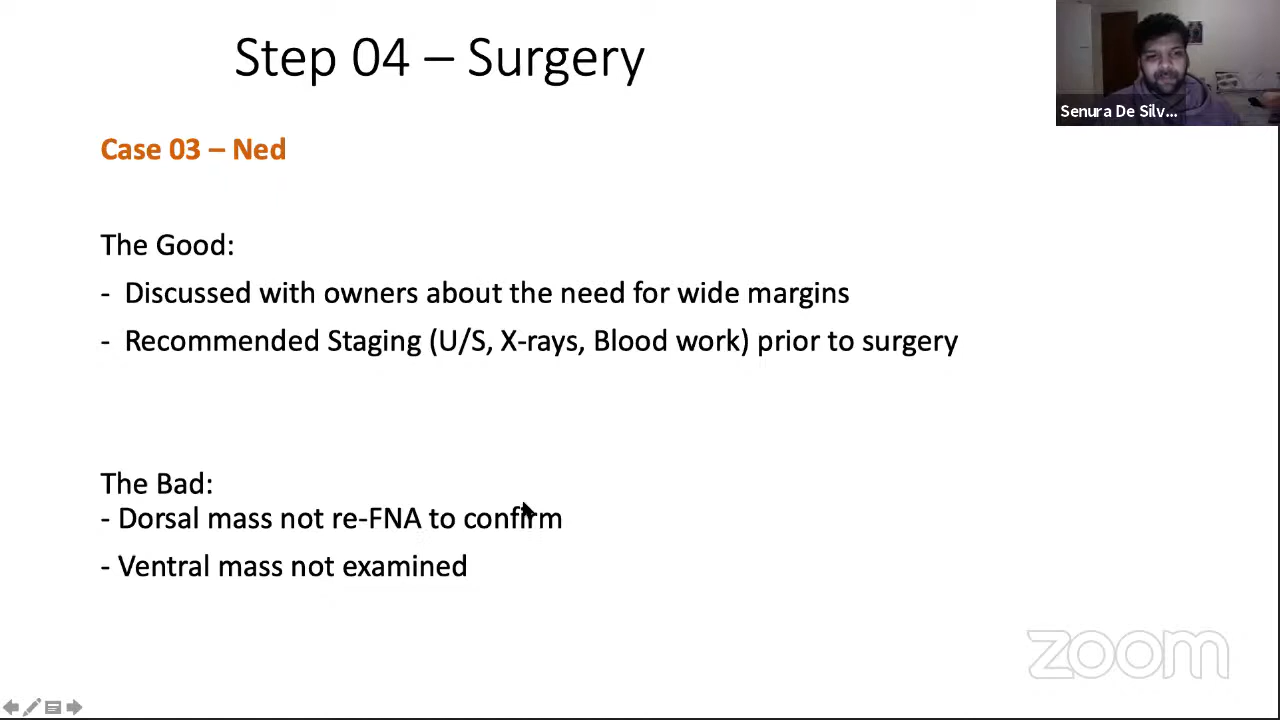 Step 04 – Surgery
Senura De Silv...
Case 03 – Ned
The Good:
- Discussed with owners about the need for wide margins
- Recommended Staging (U/S, X-rays, Blood work) prior to surgery
The Bad:
- Dorsal mass not re-FNA to confirm
- Ventral mass not examined
zoom